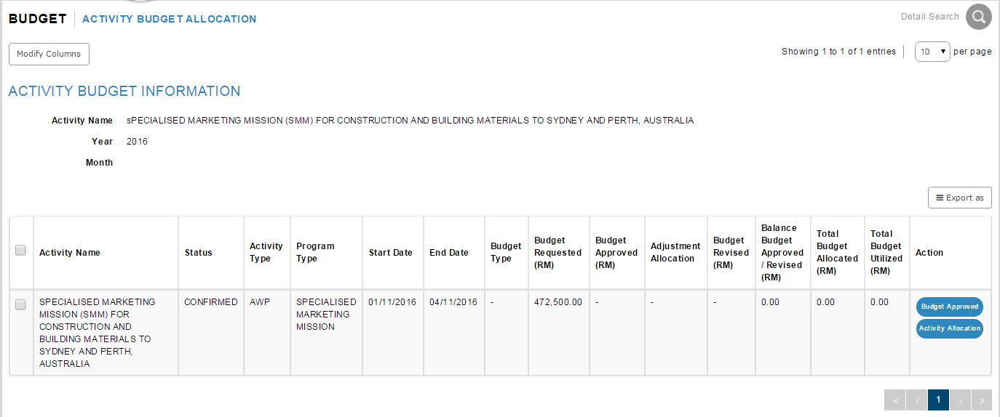 BUDGET ACTIVITY BUDGET ALLOCATION
Detail Search
Modify Columns
Showing 1 to 1 of 1 entries
10 per page
ACTIVITY BUDGET INFORMATION
Activity Name sPECIALISED MARKETING MISSION (SMM) FOR CONSTRUCTION AND BUILDING MATERIALS TO SYDNEY AND PERTH, AUSTRALIA
Year 2016
Month
Export as
Activity Name
Status
Activity
Type
Program
Type
Start Date
End Date
Budget
Type
Budget
Requested
(RM)
Budget
Approved
(RM)
Adjustment
Allocation
Budget
Revised
(RM)
Balance
Budget
Approved
/ Revised
(RM)
Total
Budget
Allocated
(RM)
Total
Budget
Utilized
(RM)
Action
SPECIALISED MARKETING
MISSION (SMM) FOR
CONSTRUCTION AND
BUILDING MATERIALS TO
SYDNEY AND PERTH,
AUSTRALIA
CONFIRMED
AWP
SPECIALISED
MARKETING
MISSION
01/11/2016
04/11/2016
-
472,500.00
-
-
-
0.00
0.00
0.00
Budget Approved
Activity Allocation
« ‹ 1 › »